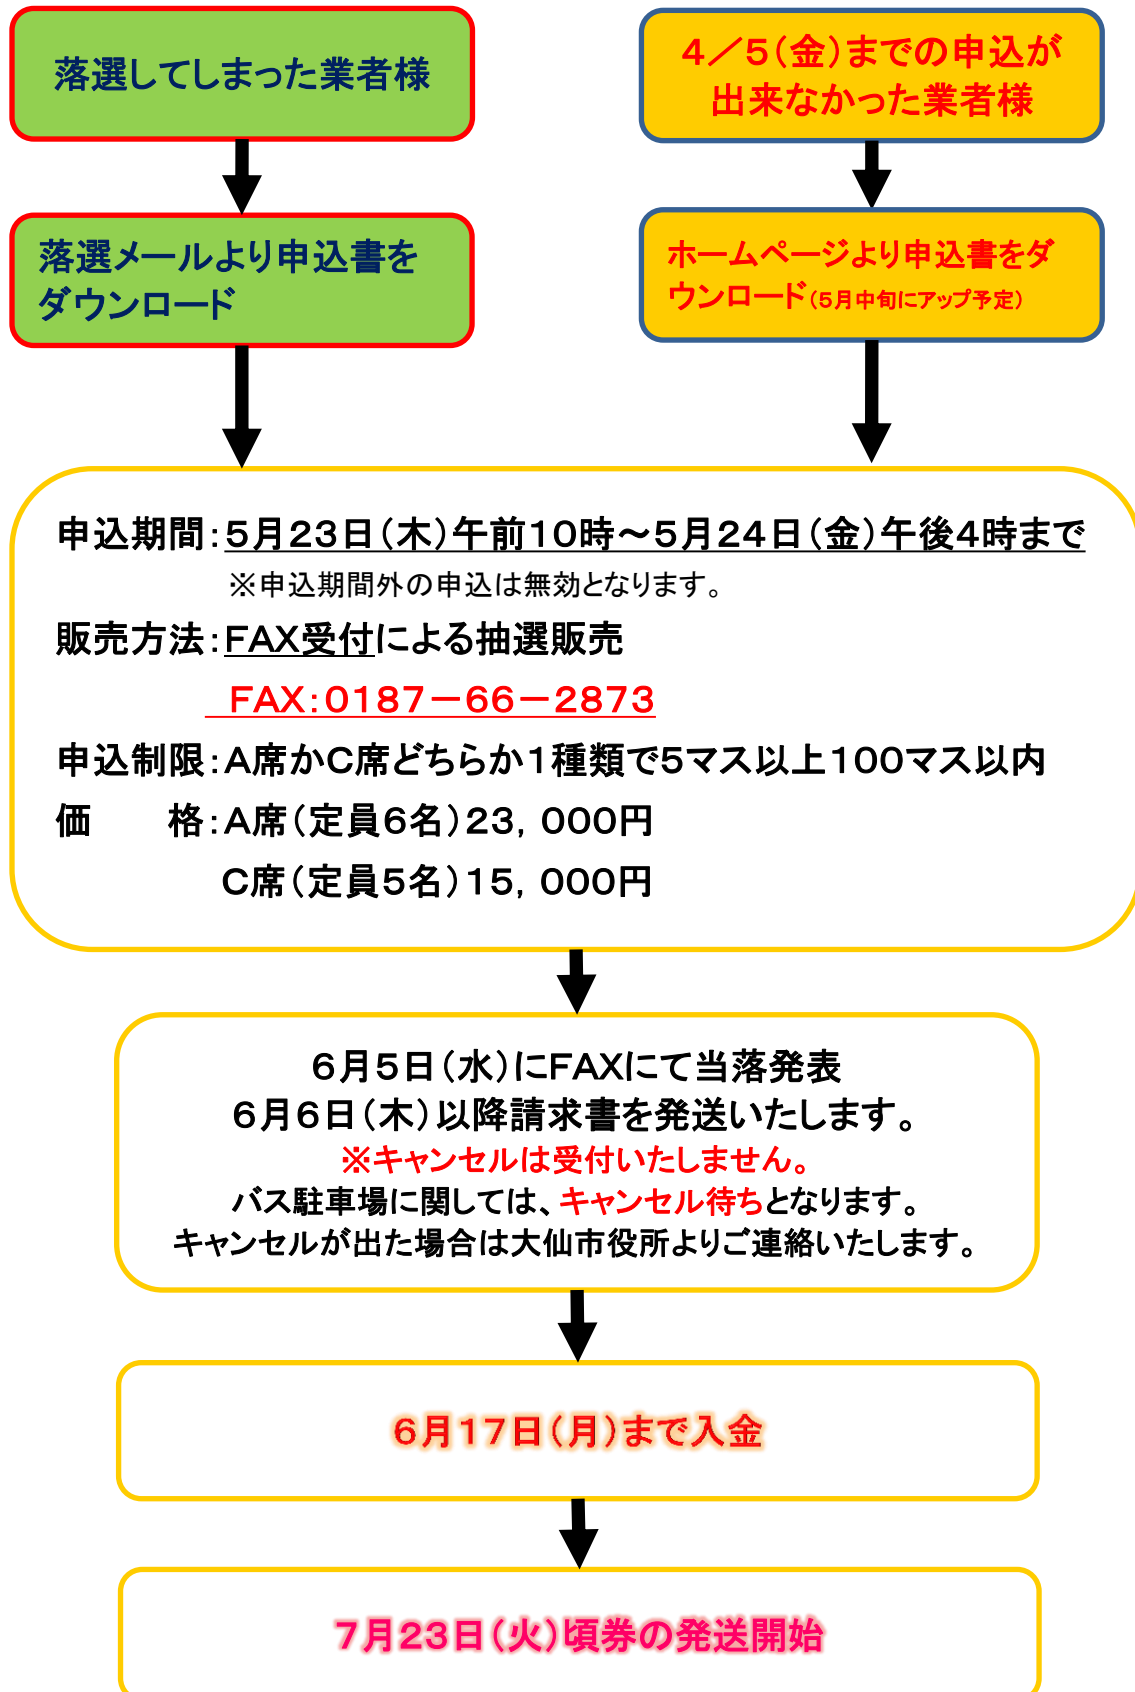 落選してしまった業者様
4／5（金）までの申込が
出来なかった業者様
落選メールより申込書を
ダウンロード
ホームページより申込書をダ
ウンロード（5月中旬にアップ予定）
申込期間：5月23日（木）午前10時～5月24日（金）午後4時まで
※申込期間外の申込は無効となります。
販売方法：FAX受付による抽選販売
FAX：0187－66－2873
申込制限：A席かC席どちらか1種類で5マス以上100マス以内
価　　格：A席（定員6名）23，000円
C席（定員5名）15，000円
6月5日（水）にFAXにて当落発表
6月6日（木）以降請求書を発送いたします。
※キャンセルは受付いたしません。
バス駐車場に関しては、キャンセル待ちとなります。
キャンセルが出た場合は大仙市役所よりご連絡いたします。
6月17日（月）まで入金
7月23日（火）頃券の発送開始